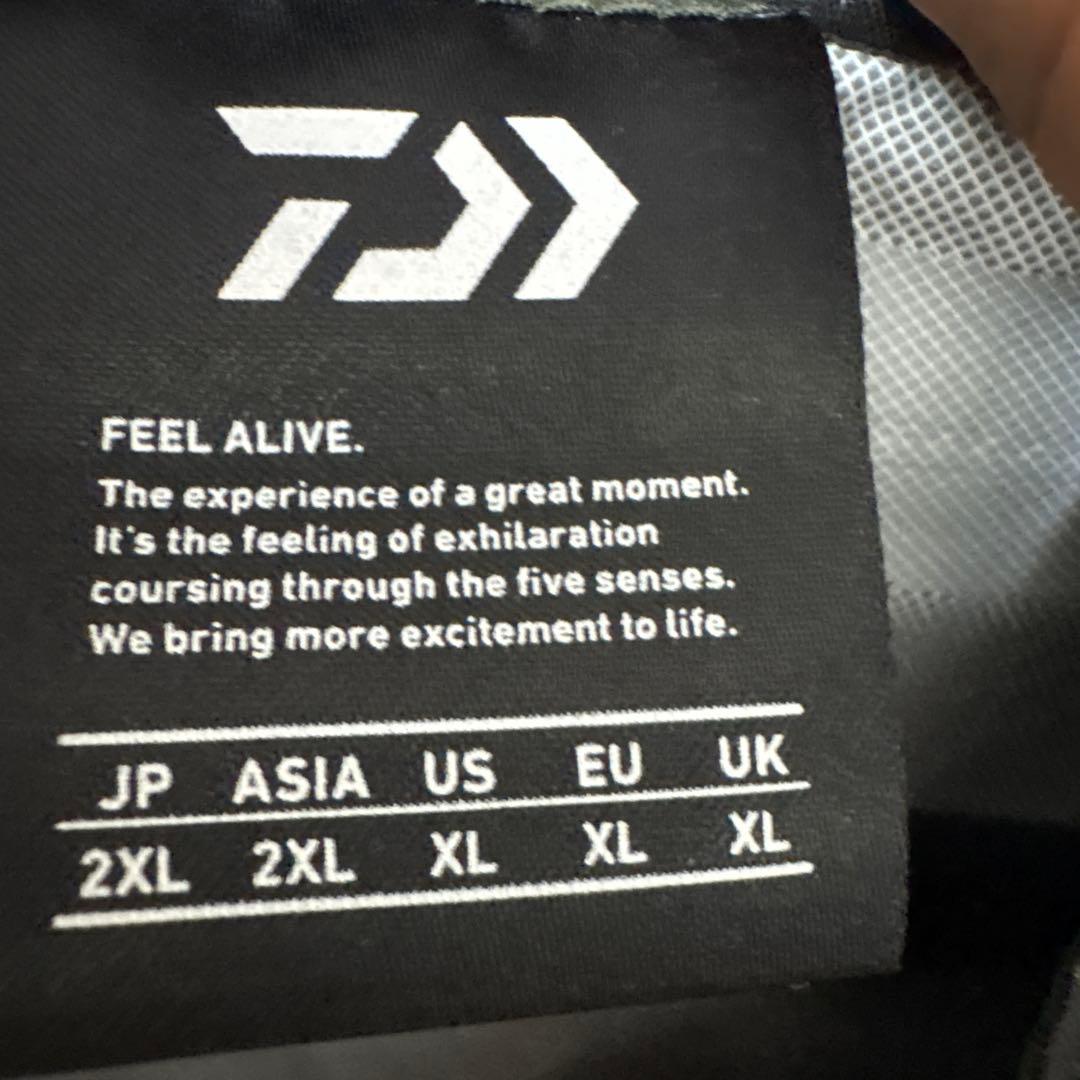 FEEL ALIVE.
The experience of a great moment.
It's the feeling of exhilaration
coursing through the five senses.
We bring more excitement to life.
JP ASIA US EU UK
2XL 2XL XL XL XL